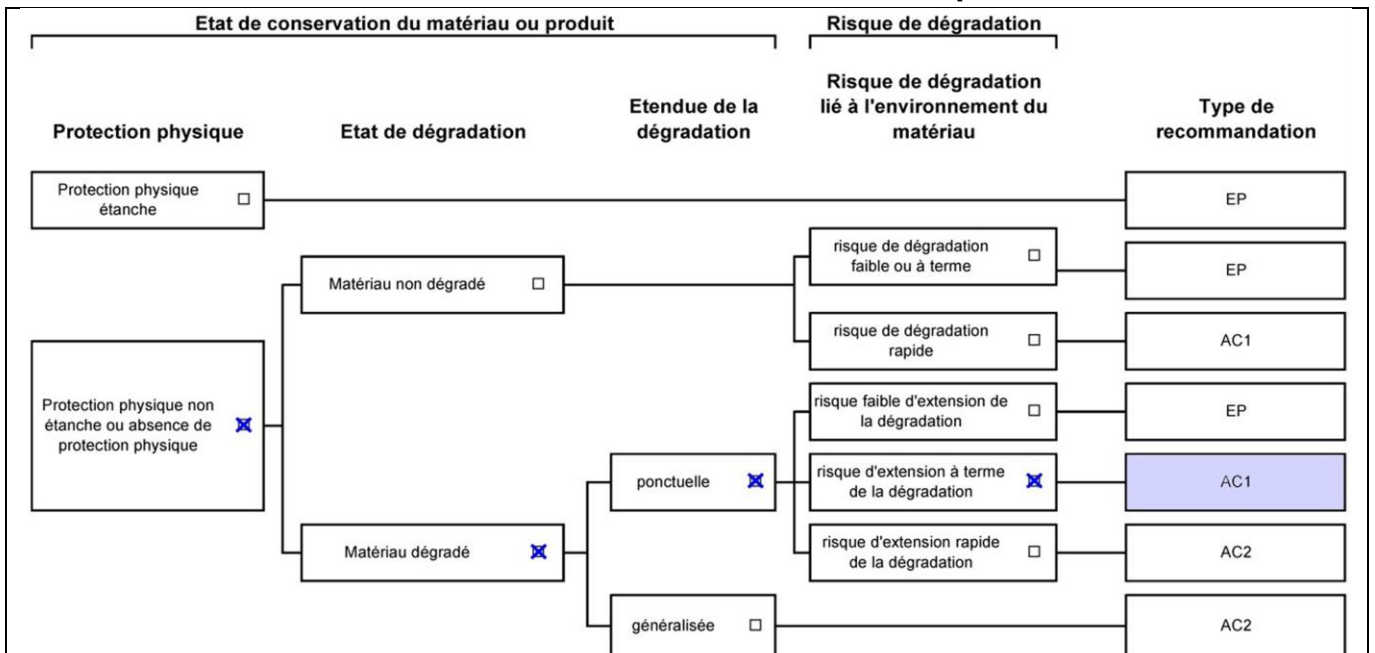 Etat de conservation du matériau ou produit
Risque de dégradation
Protection physique
Etat de dégradation
Etendue de la
dégradation
Risque de dégradation
lié à l'environnement du
matériau
Type de
recommandation
Protection physique
étanche
EP
Matériau non dégradé
risque de dégradation
faible ou à terme
EP
risque de dégradation
rapide
AC1
Protection physique non
étanche ou absence de
protection physique
risque faible d'extension de
la dégradation
EP
ponctuelle
risque d'extension à terme
de la dégradation
AC1
Matériau dégradé
risque d'extension rapide
de la dégradation
AC2
généralisée
AC2